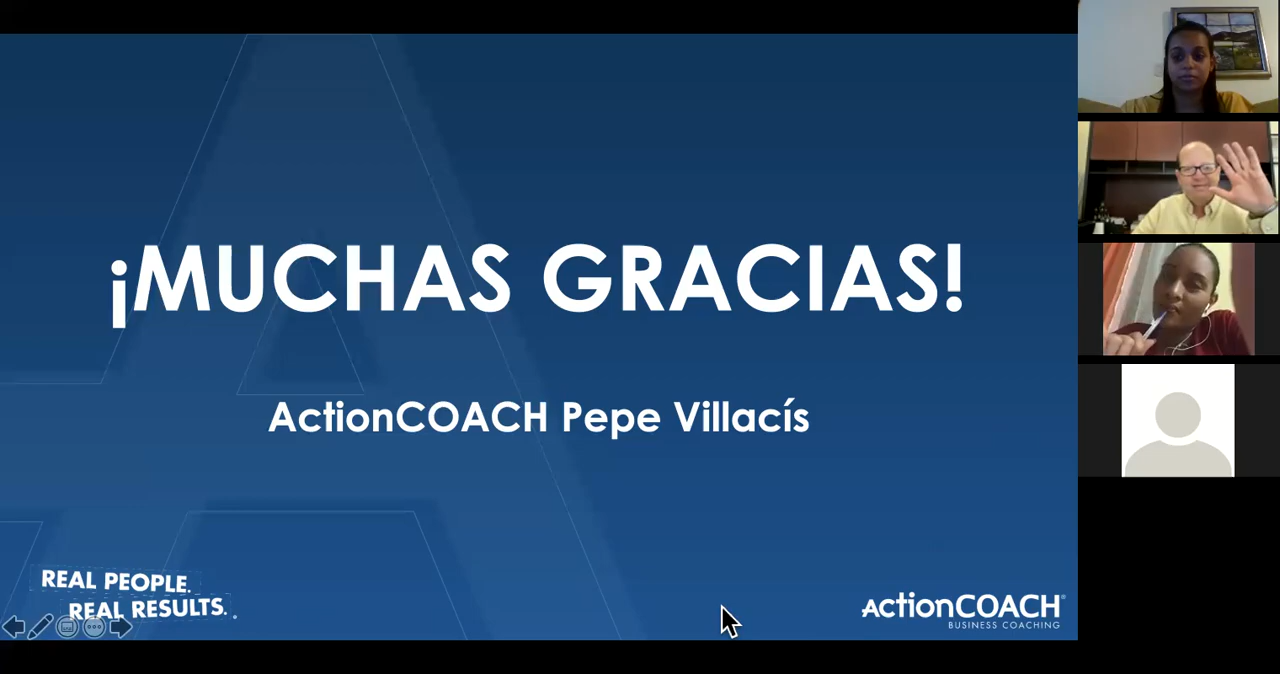 ¡MUCHAS GRACIAS!
ActionCOACH Pepe Villacís
REAL PEOPLE.
REAL RESULTS.
ActionCOACH®
BUSINESS COACHING